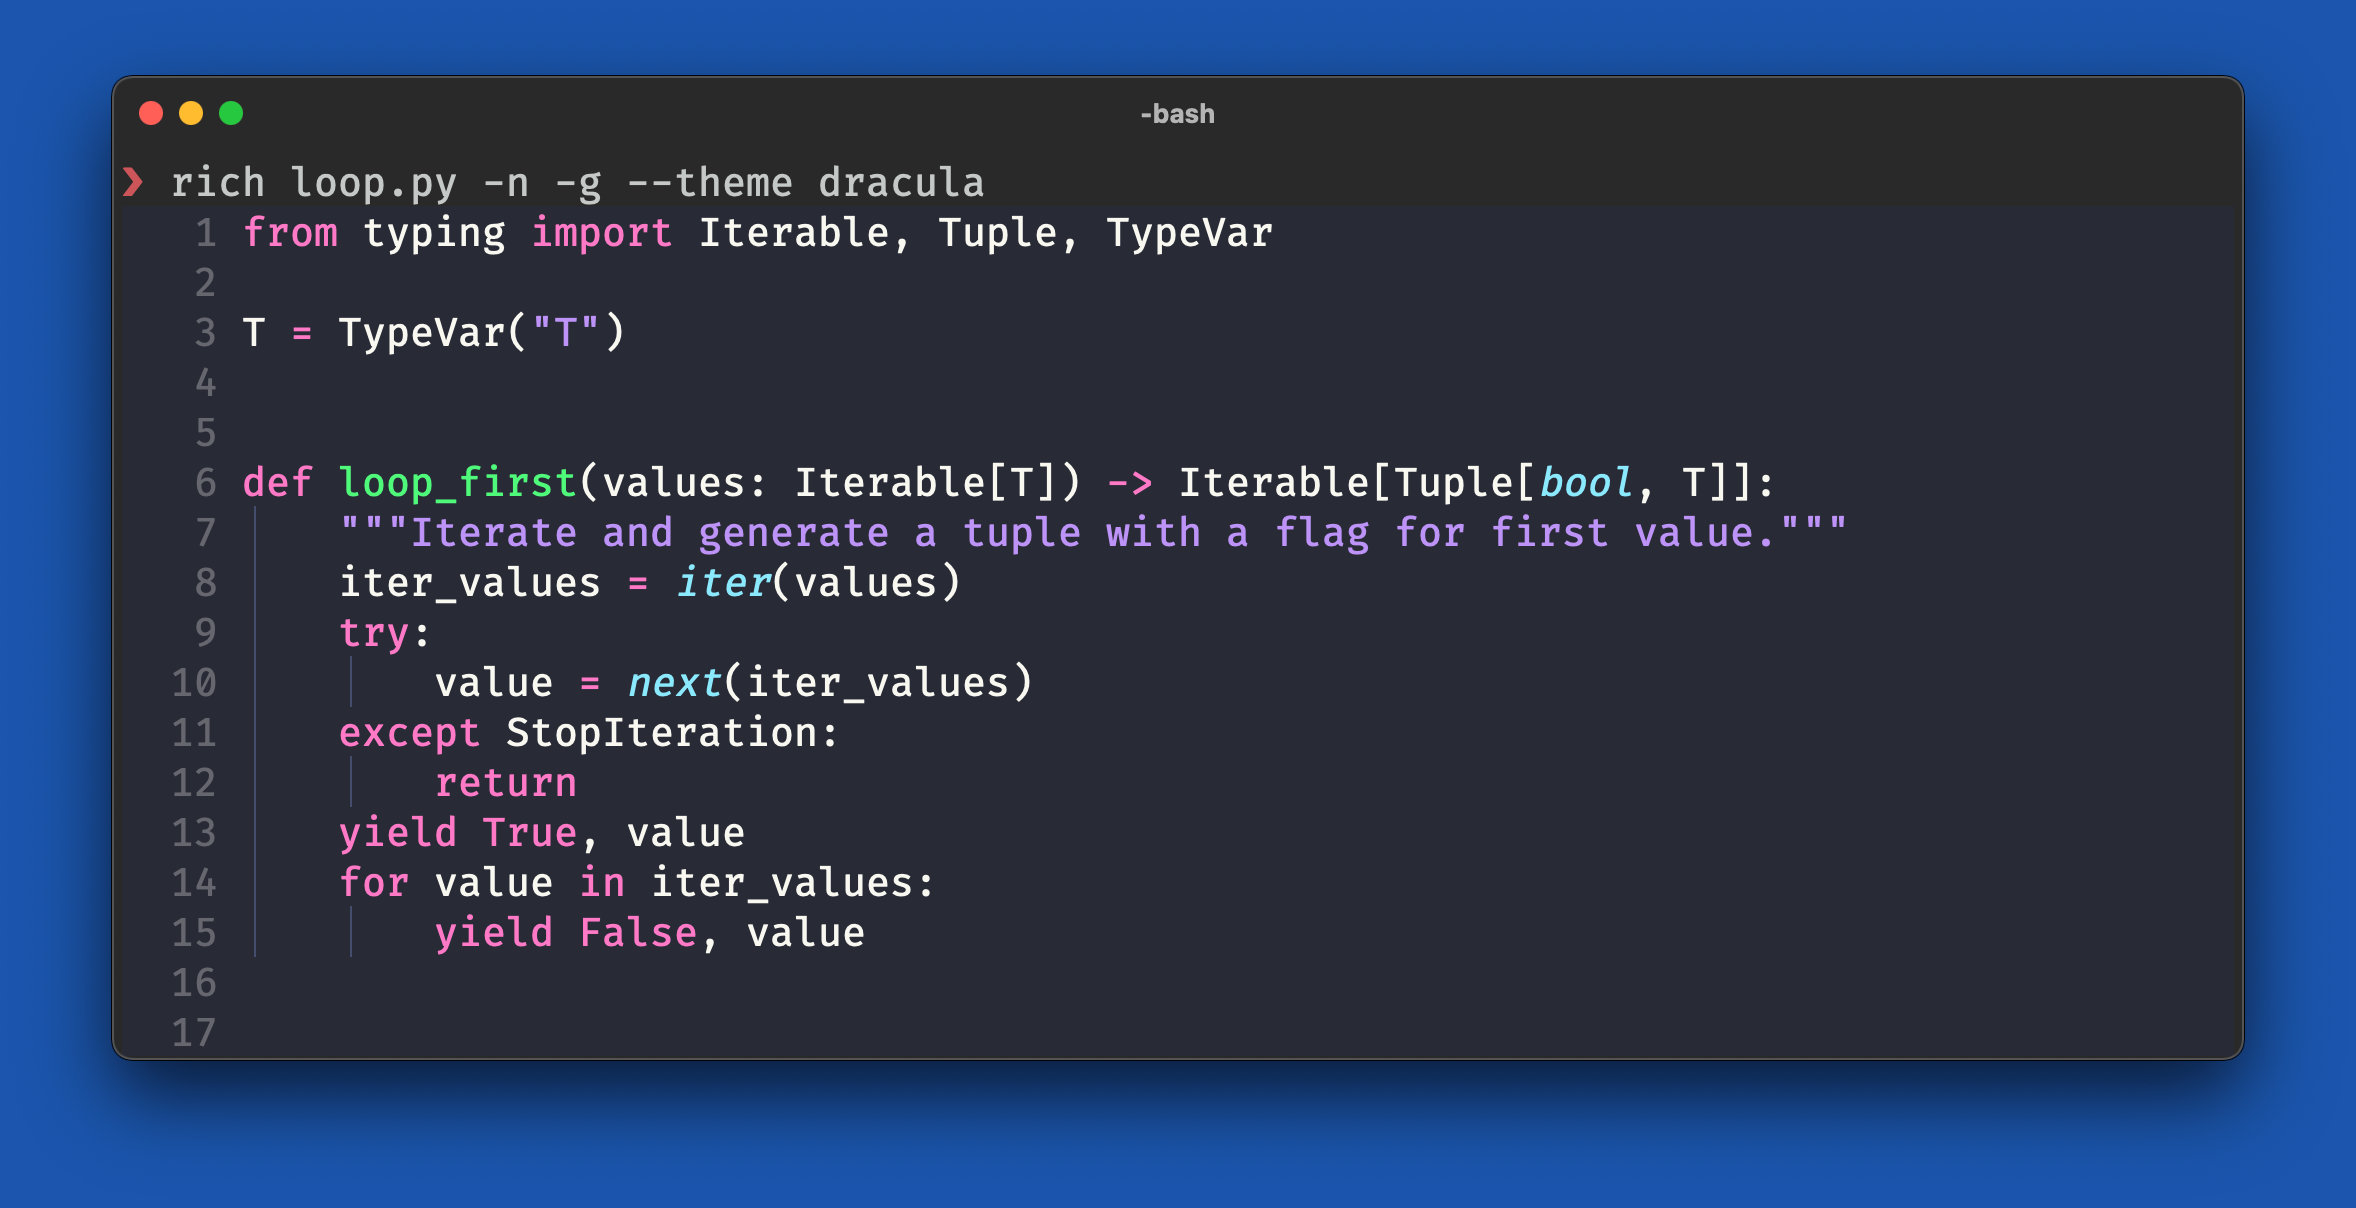 -bash
❯ rich loop.py -n -g --theme dracula
1 from typing import Iterable, Tuple, TypeVar
2
3 T = TypeVar("T")
4
5
6 def loop_first(values: Iterable[T]) -> Iterable[Tuple[bool, T]]:
7     """Iterate and generate a tuple with a flag for first value."""
8     iter_values = iter(values)
9     try:
10         value = next(iter_values)
11     except StopIteration:
12         return
13     yield True, value
14     for value in iter_values:
15         yield False, value
16
17